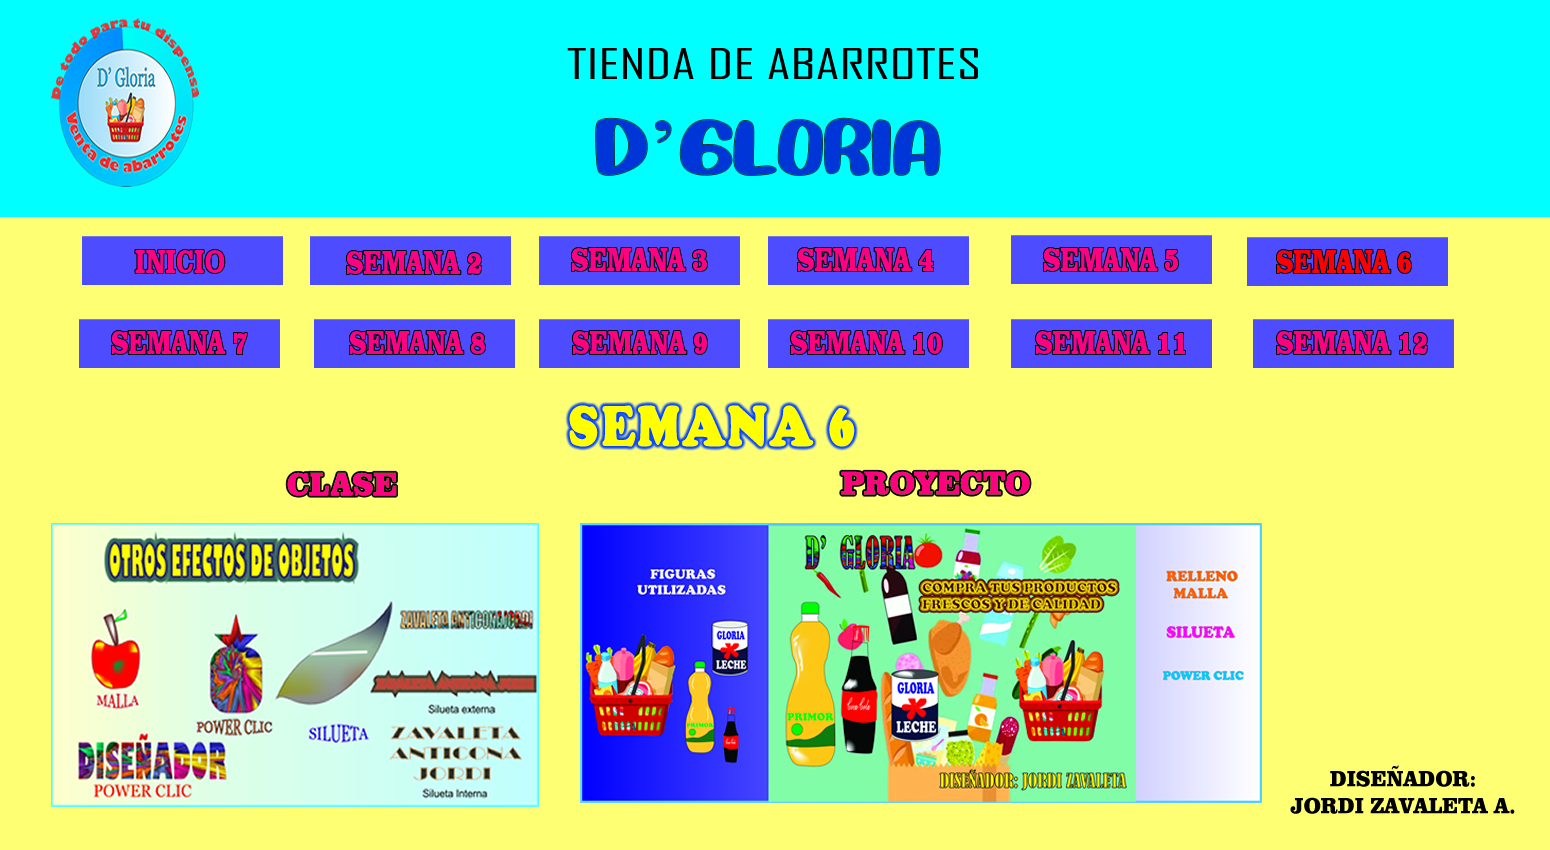 De todo para tu dispensa
D' Gloria
Venta de abarrotes
TIENDA DE ABARROTES
D'GLORIA
INICIO
SEMANA 2
SEMANA 3
SEMANA 4
SEMANA 5
SEMANA 6
SEMANA 7
SEMANA 8
SEMANA 9
SEMANA 10
SEMANA 11
SEMANA 12
SEMANA 6
CLASE
OTROS EFECTOS DE OBJETOS
MALLA
POWER CLIC
SILUETA
ZAVALETA ANTICONA JORDI
Silueta externa
ZAVALETA
ANTICONA
JORDI
Silueta Interna
DISEÑADOR
POWER CLIC
PROYECTO
FIGURAS
UTILIZADAS
GLORIA
LECHE
PRIMOR
D' GLORIA
COMPRA TUS PRODUCTOS
FRESCOS Y DE CALIDAD
PRIMOR
Coca-Cola
GLORIA
LECHE
DISEÑADOR: JORDI ZAVALETA
RELLENO
MALLA
SILUETA
POWER CLIC
DISEÑADOR:
JORDI ZAVALETA A.